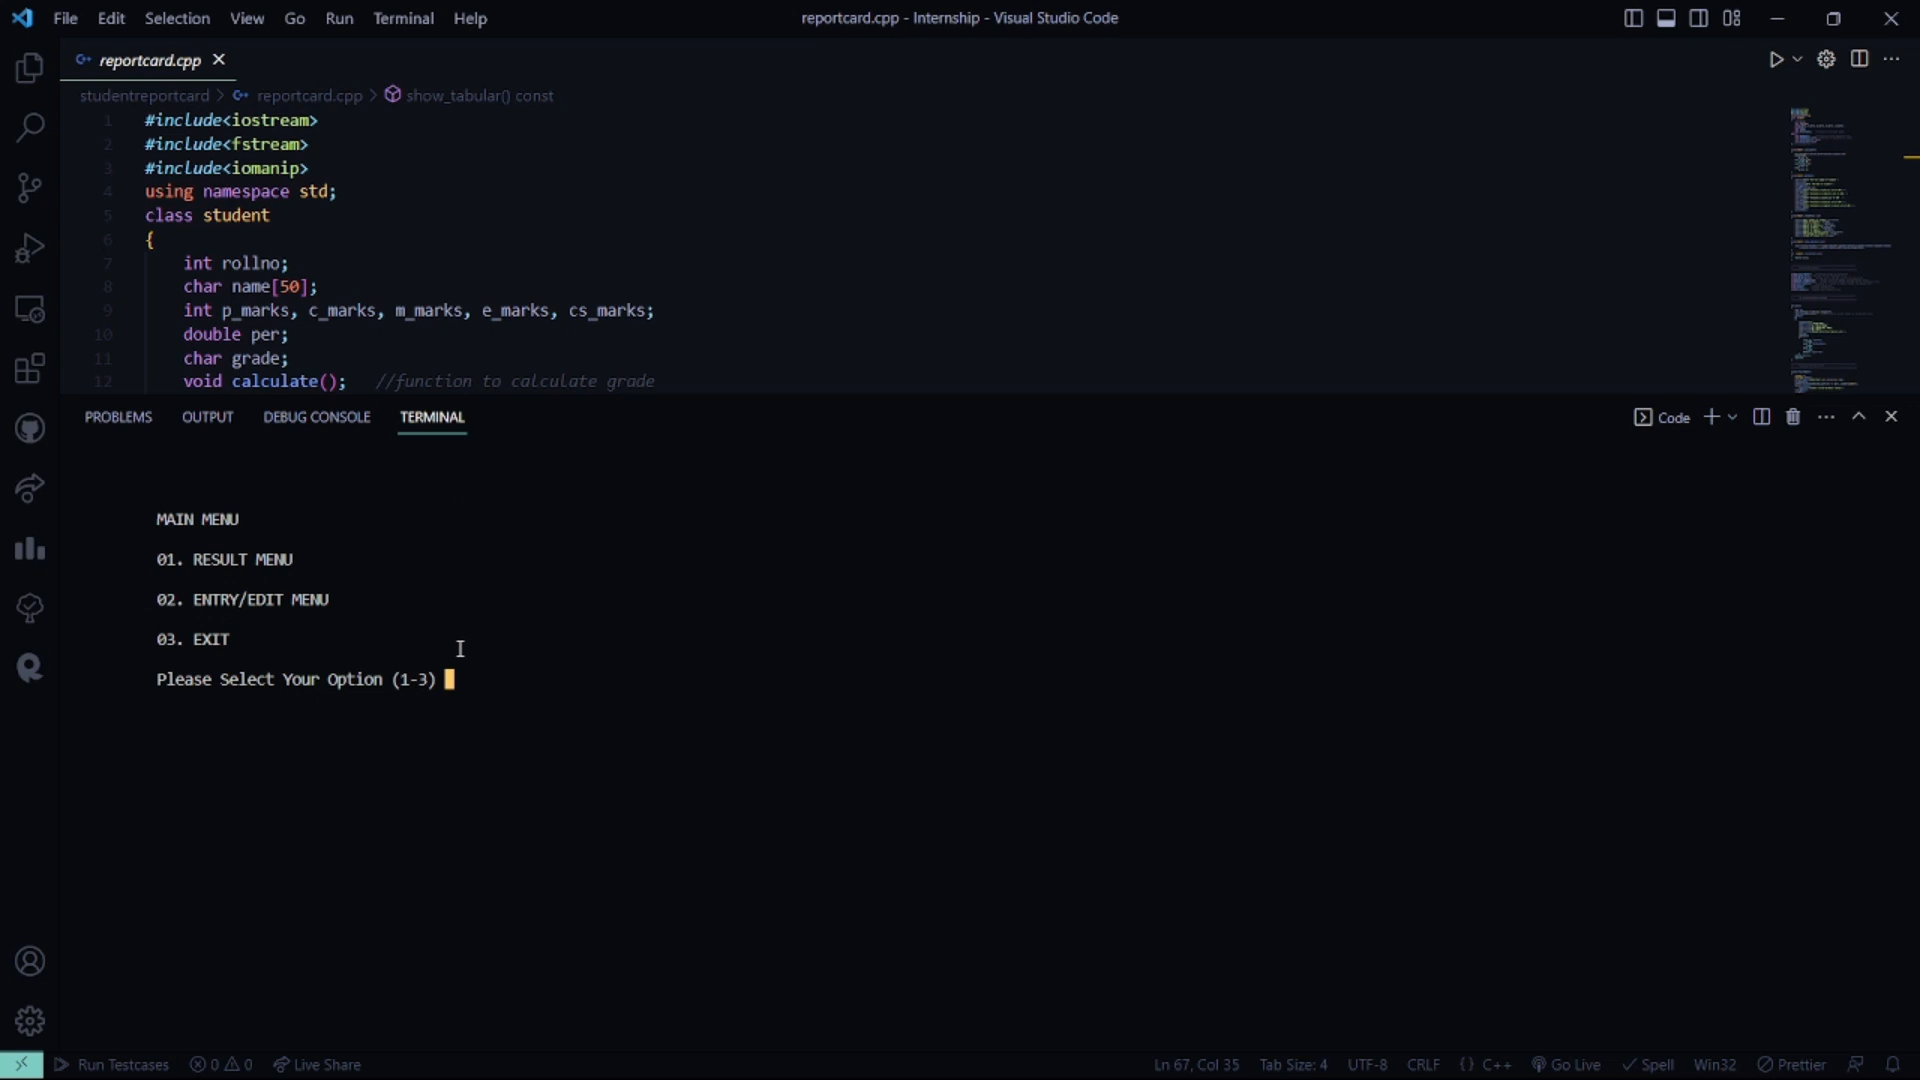 File Edit Selection View Go Run Terminal Help
reportcard.cpp - Internship - Visual Studio Code
reportcard.cpp
studentreportcard > reportcard.cpp > show_tabular() const
1 #include<iostream>
2 #include<fstream>
3 #include<iomanip>
4 using namespace std;
5 class student
6 {
7 int rollno;
8 char name[50];
9 int p_marks, c_marks, m_marks, e_marks, cs_marks;
10 double per;
11 char grade;
12 void calculate(); //function to calculate grade
PROBLEMS OUTPUT DEBUG CONSOLE TERMINAL
Code
MAIN MENU
01. RESULT MENU
02. ENTRY/EDIT MENU
03. EXIT
Please Select Your Option (1-3)
Run Testcases 0 0 Live Share
Ln 67, Col 35 Tab Size: 4 UTF-8 CRLF {} C++ Go Live Spell Win32 Prettier